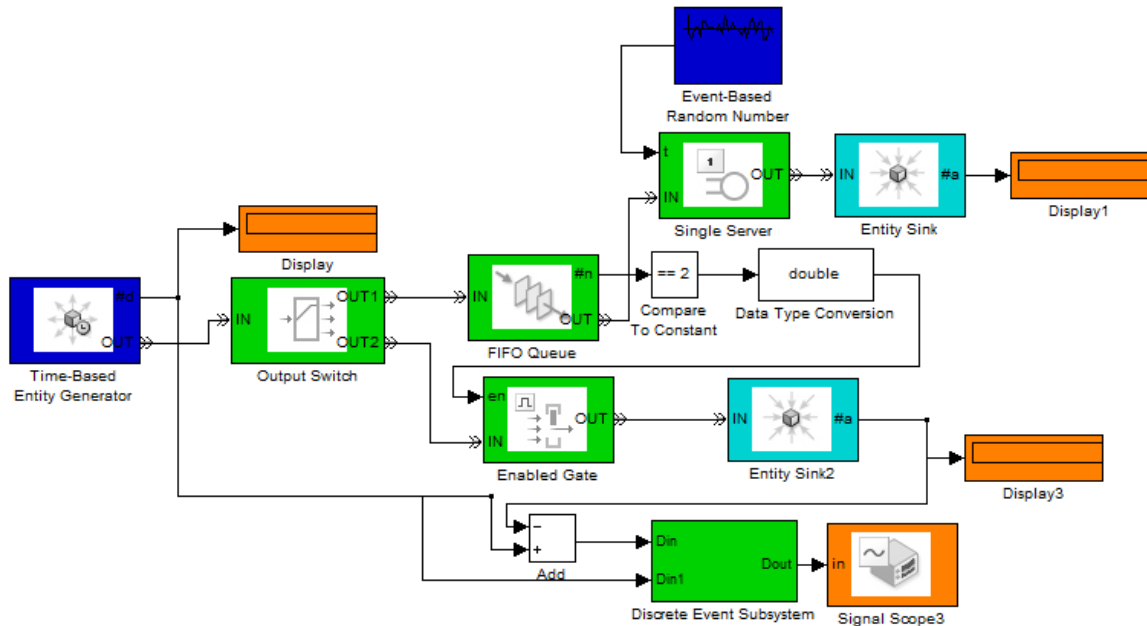 Event-Based
Random Number
t
1
OUT
IN
Single Server
IN
#a
Entity Sink
Display1
Display
#d
OUT
Time-Based
Entity Generator
IN
OUT1
OUT2
Output Switch
IN
#n
OUT
FIFO Queue
== 2
Compare
To Constant
double
Data Type Conversion
en
IN
OUT
Enabled Gate
IN
#a
Entity Sink2
Display3
−
+
Add
Din
Din1
Dout
Discrete Event Subsystem
in
Signal Scope3